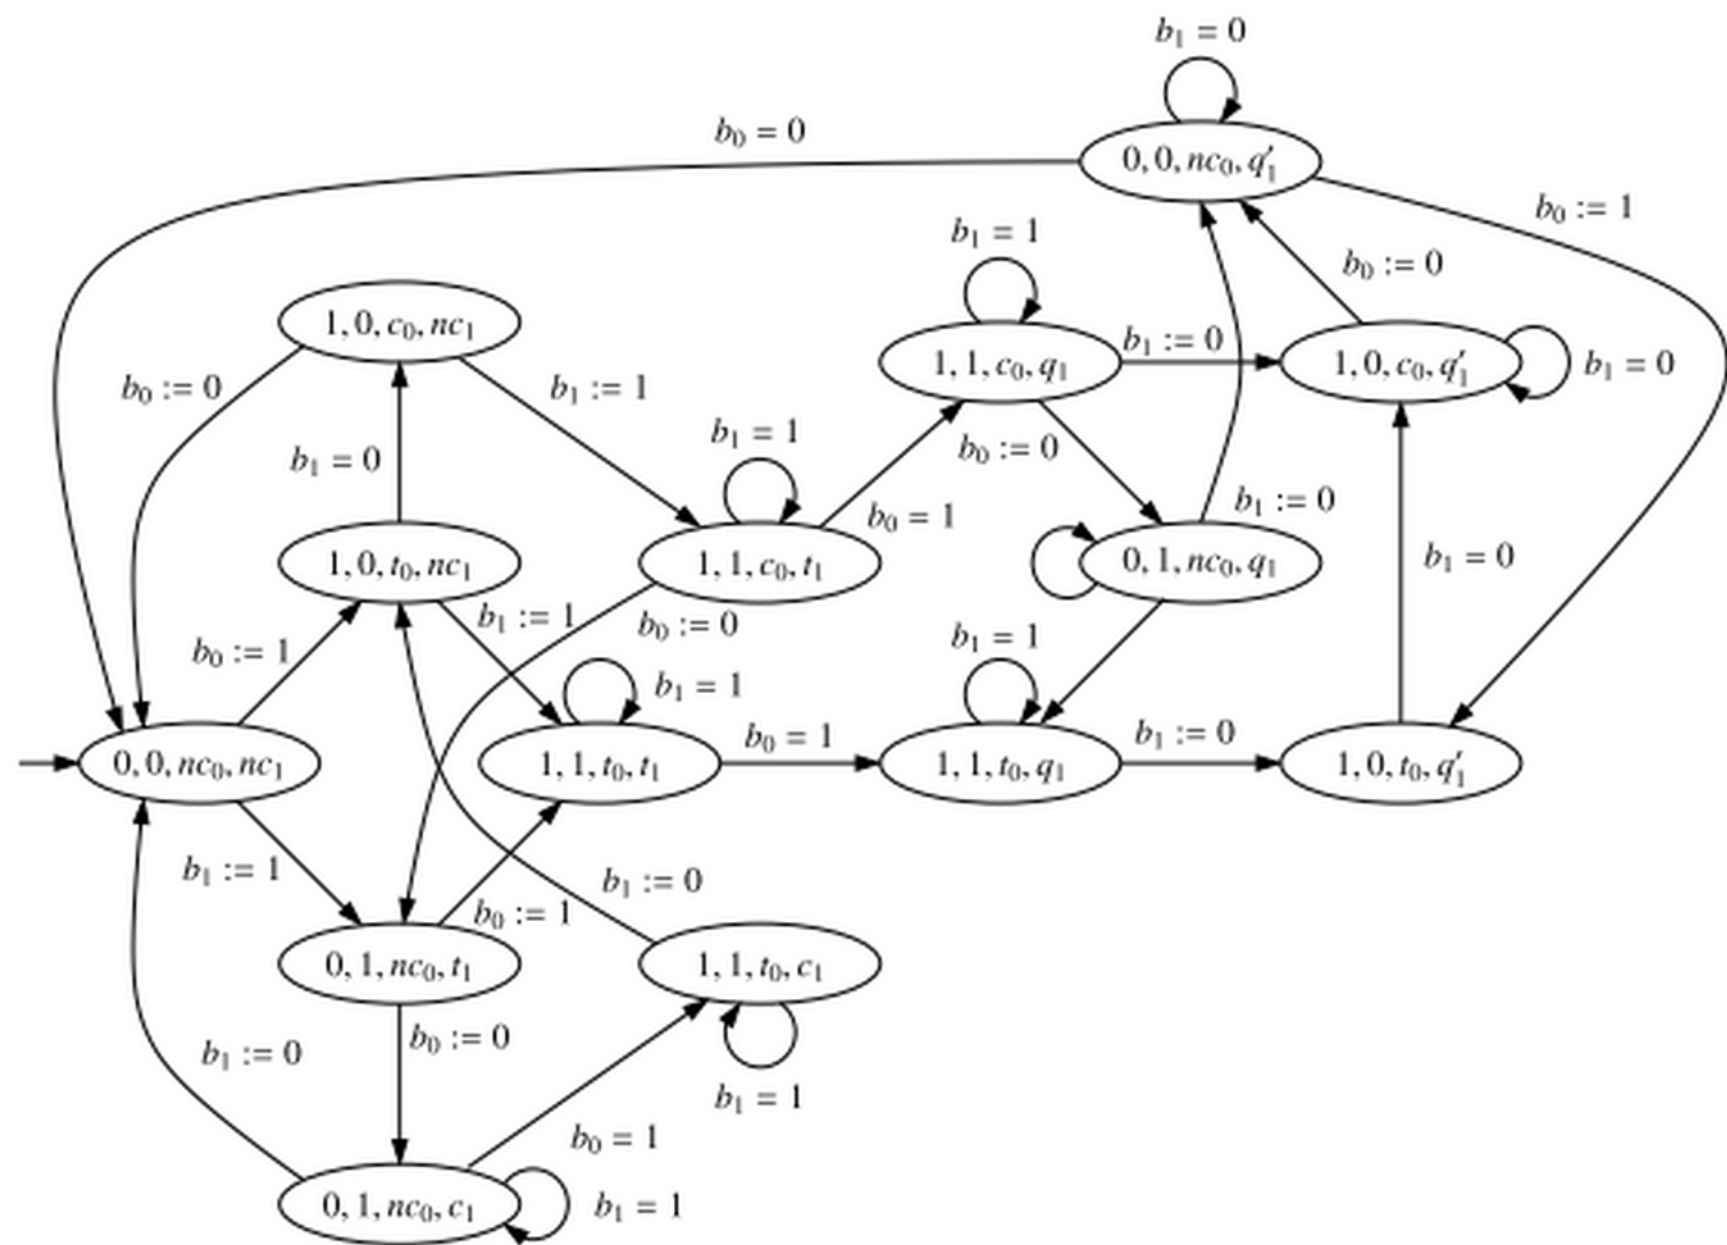 b₁ = 0
b₀ = 0
0, 0, nc₀, q′₁
b₀ := 1
b₁ = 1
b₀ := 0
1, 0, c₀, nc₁
1, 1, c₀, q₁
b₁ := 0
1, 0, c₀, q′₁
b₁ = 0
b₀ := 0
b₁ := 1
b₁ = 1
b₀ := 0
b₁ = 0
b₀ = 1
b₁ := 0
1, 0, t₀, nc₁
1, 1, c₀, t₁
0, 1, nc₀, q₁
b₁ = 0
b₁ := 1
b₀ := 0
b₁ = 1
b₀ := 1
b₁ = 1
0, 0, nc₀, nc₁
1, 1, t₀, t₁
b₀ = 1
1, 1, t₀, q₁
b₁ := 0
1, 0, t₀, q′₁
b₁ := 1
b₁ := 0
b₀ := 1
0, 1, nc₀, t₁
1, 1, t₀, c₁
b₁ := 0
b₀ := 0
b₁ = 1
b₀ = 1
0, 1, nc₀, c₁
b₁ = 1